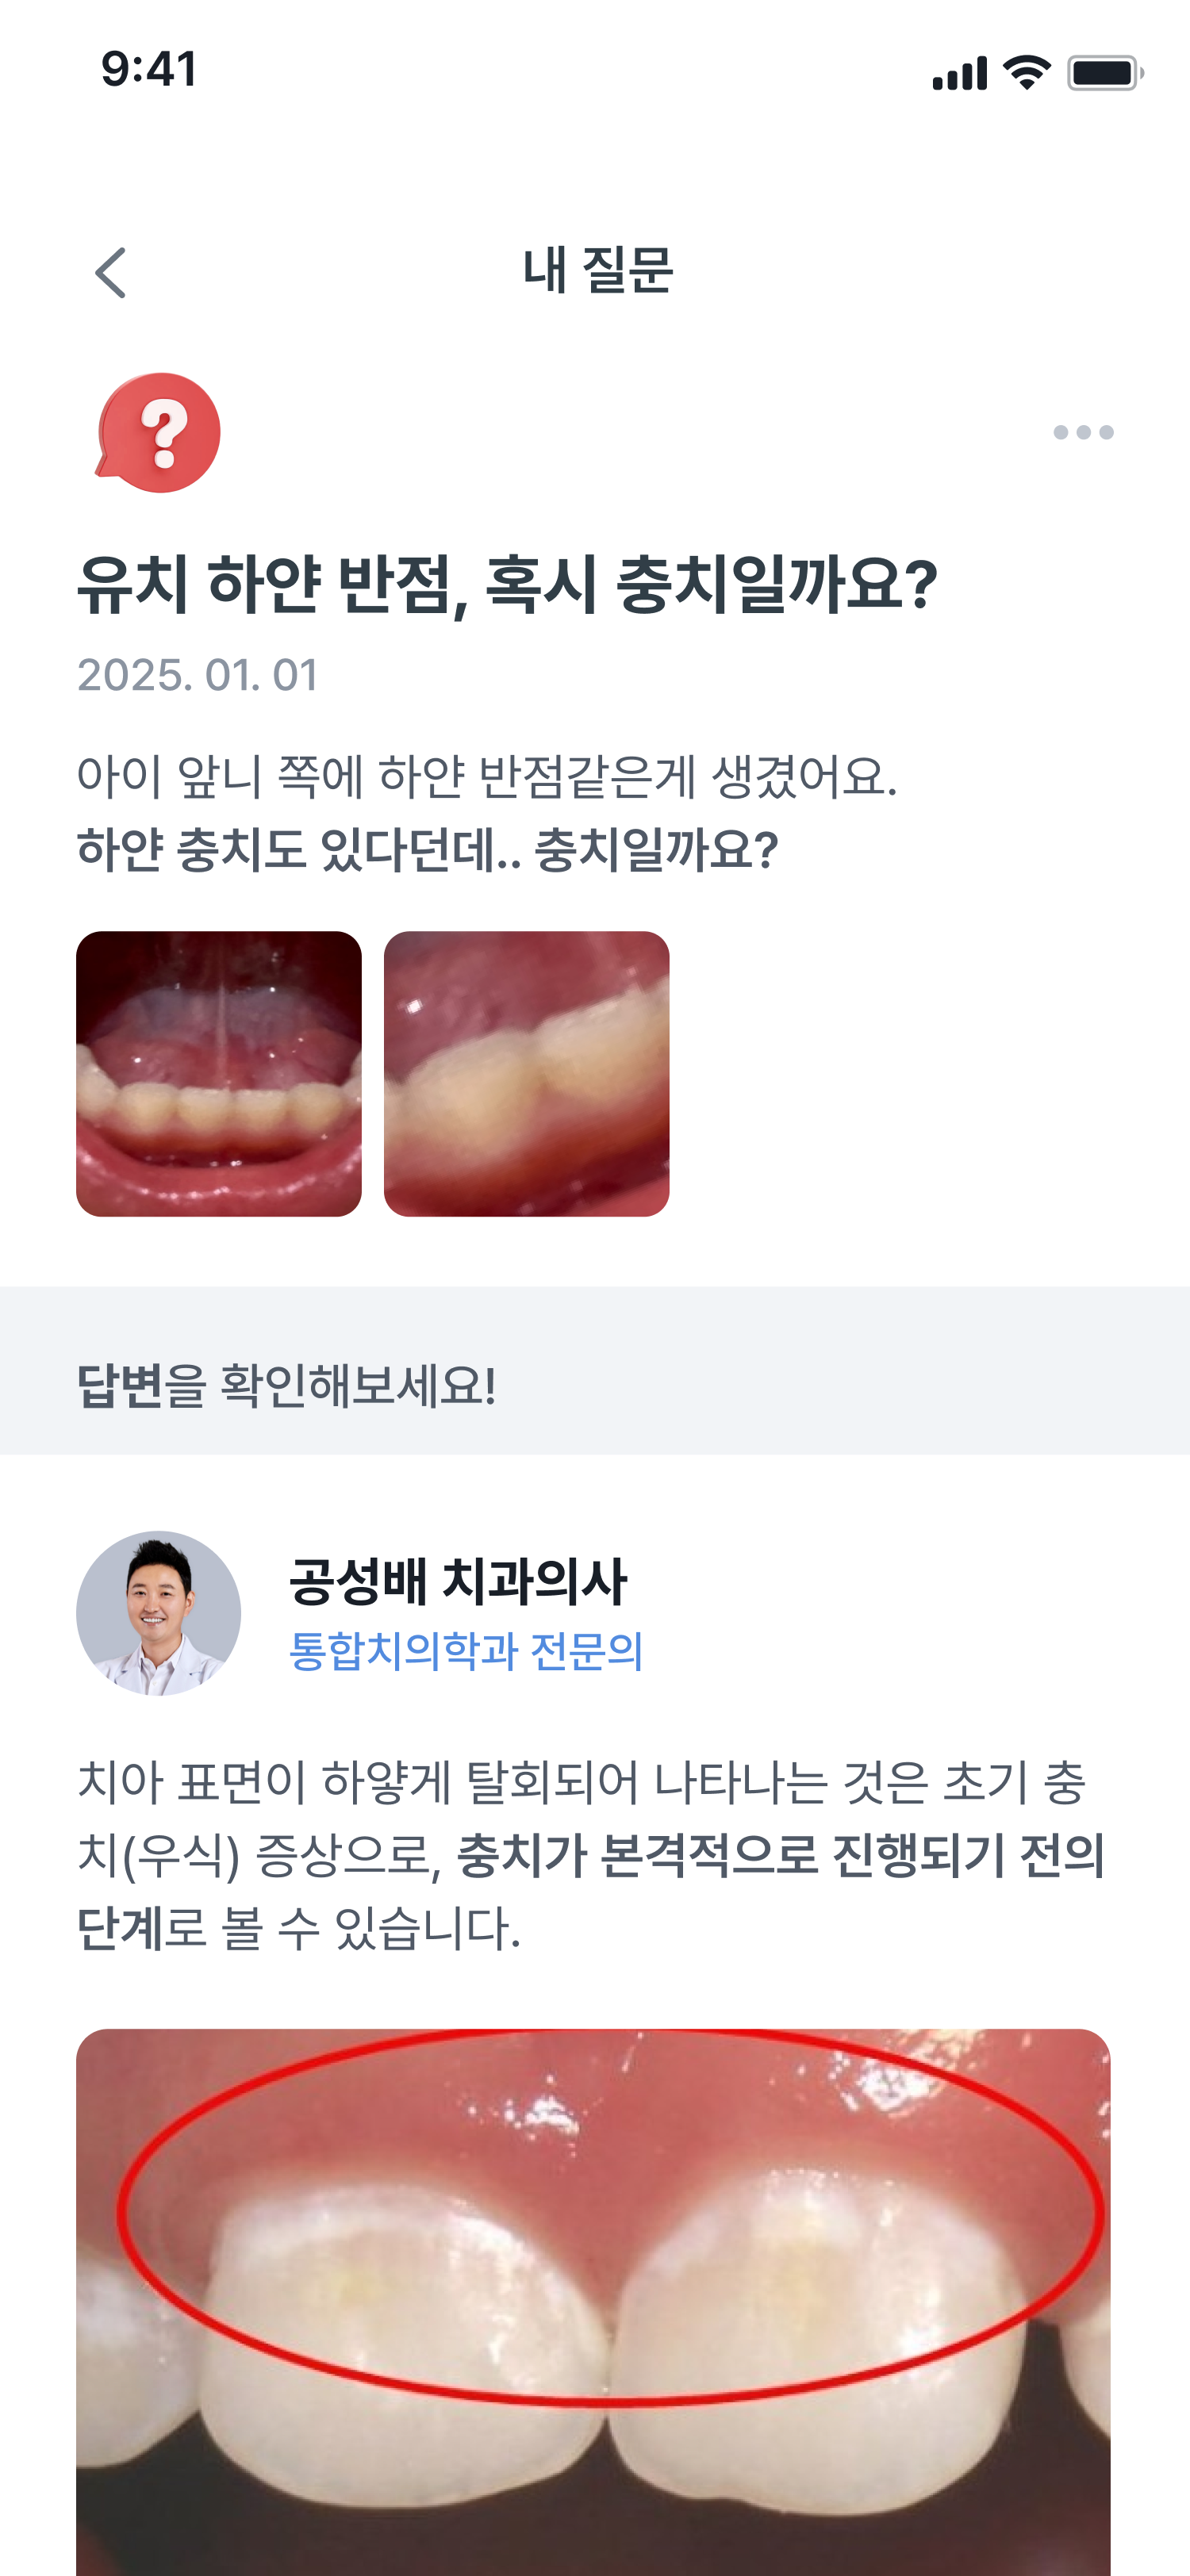 9:41
내 질문
?
유치 하얀 반점, 혹시 충치일까요?
2025. 01. 01
아이 앞니 쪽에 하얀 반점같은게 생겼어요.
하얀 충치도 있다던데.. 충치일까요?
답변을 확인해보세요!
공성배 치과의사
통합치의학과 전문의
치아 표면이 하얗게 탈회되어 나타나는 것은 초기 충
치(우식) 증상으로, 충치가 본격적으로 진행되기 전의
단계로 볼 수 있습니다.